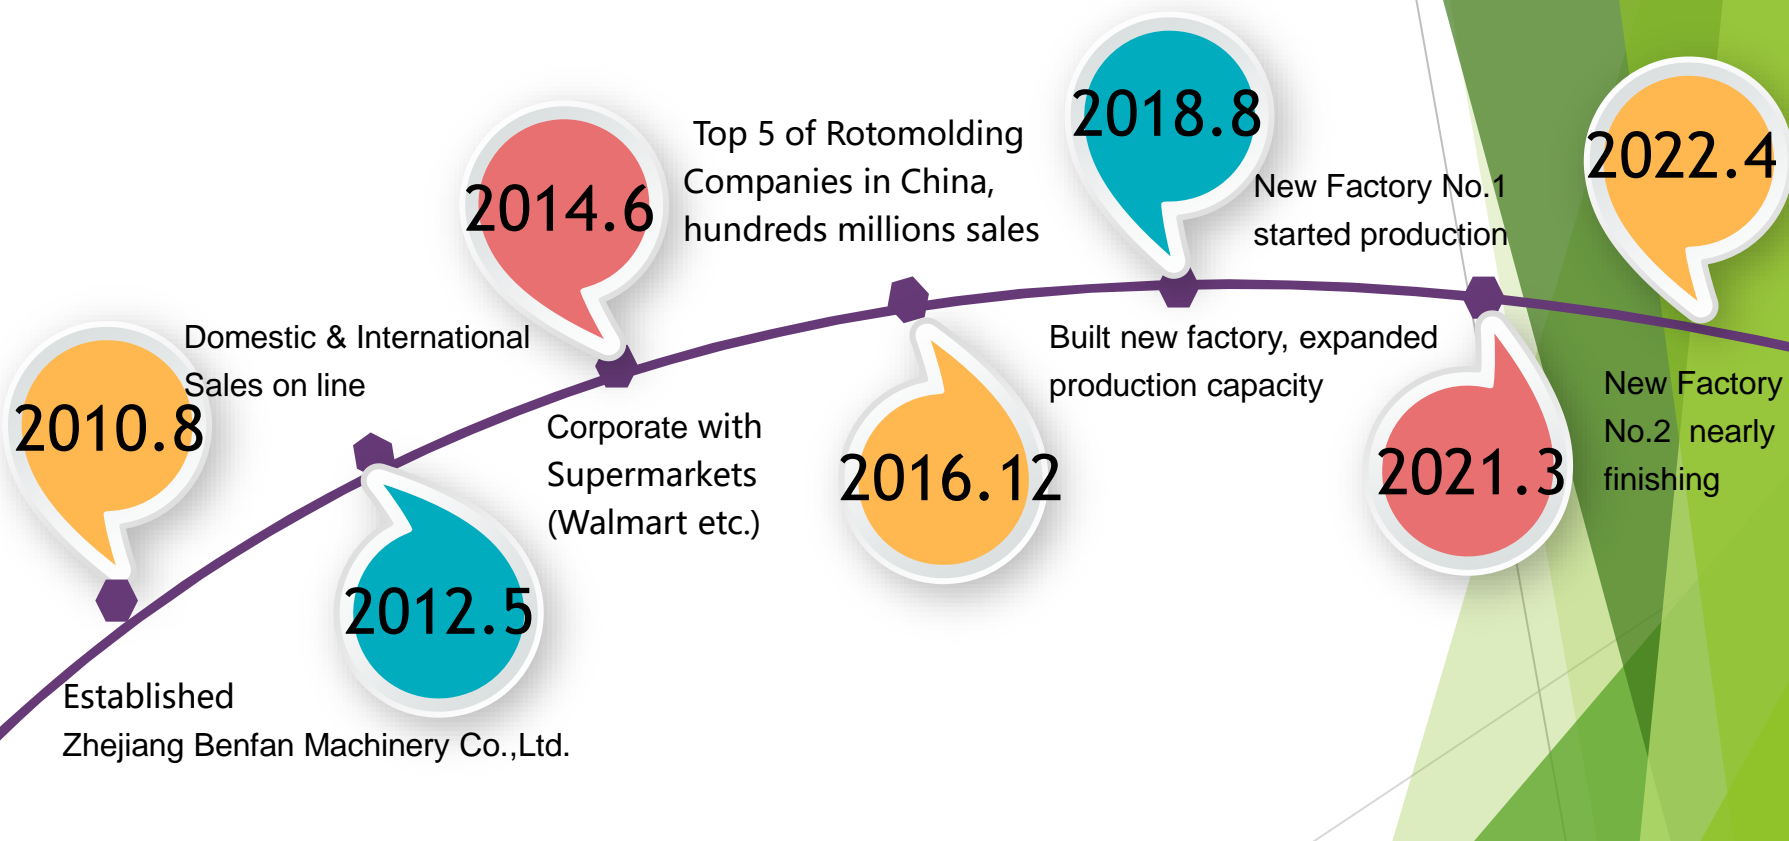 2010.8
Established
Zhejiang Benfan Machinery Co.,Ltd.
2012.5
Domestic & International
Sales on line
2014.6
Corporate with
Supermarkets
(Walmart etc.)
2016.12
Top 5 of Rotomolding
Companies in China,
hundreds millions sales
2018.8
Built new factory, expanded
production capacity
2021.3
New Factory No.1
started production
2022.4
New Factory
No.2 nearly
finishing